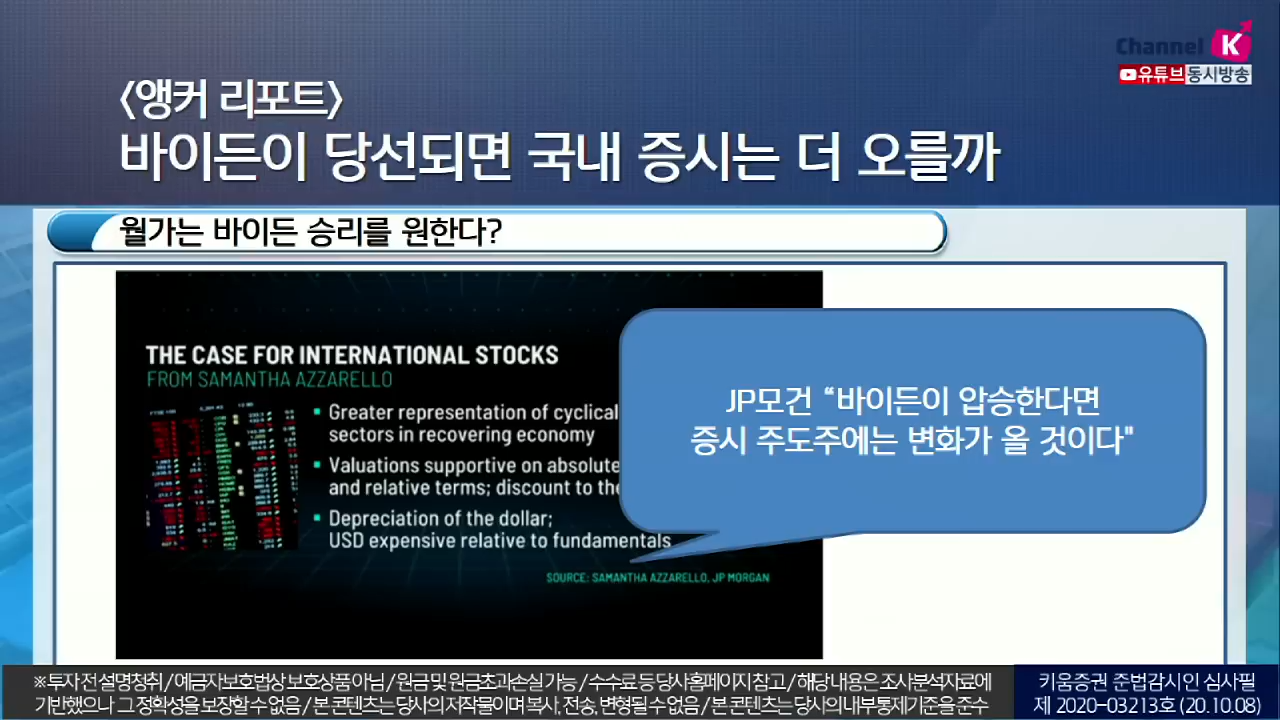 Channel K
유튜브 동시방송
<앵커 리포트>
바이든이 당선되면 국내 증시는 더 오를까
월가는 바이든 승리를 원한다?
THE CASE FOR INTERNATIONAL STOCKS
FROM SAMANTHA AZZARELLO
Greater representation of cyclical
sectors in recovering economy
Valuations supportive on absolute
and relative terms; discount to the
Depreciation of the dollar;
USD expensive relative to fundamentals
SOURCE: SAMANTHA AZZARELLO, JP MORGAN
JP모건 “바이든이 압승한다면
증시 주도주에는 변화가 올 것이다"
※ 투자 전 설명청취 / 예금자보호법상 보호상품 아님 / 원금 및 원금초과손실 가능 / 수수료 등 당사홈페이지 참고 / 해당 내용은 조사분석자료에
기반했으나 그 정확성을 보장할 수 없음 / 본 콘텐츠는 당사의 저작물이며 복사, 전송, 변형될 수 없음 / 본 콘텐츠는 당사의 내부통제기준을 준수
키움증권 준법감시인 심사필
제 2020-03213호 (20.10.08)